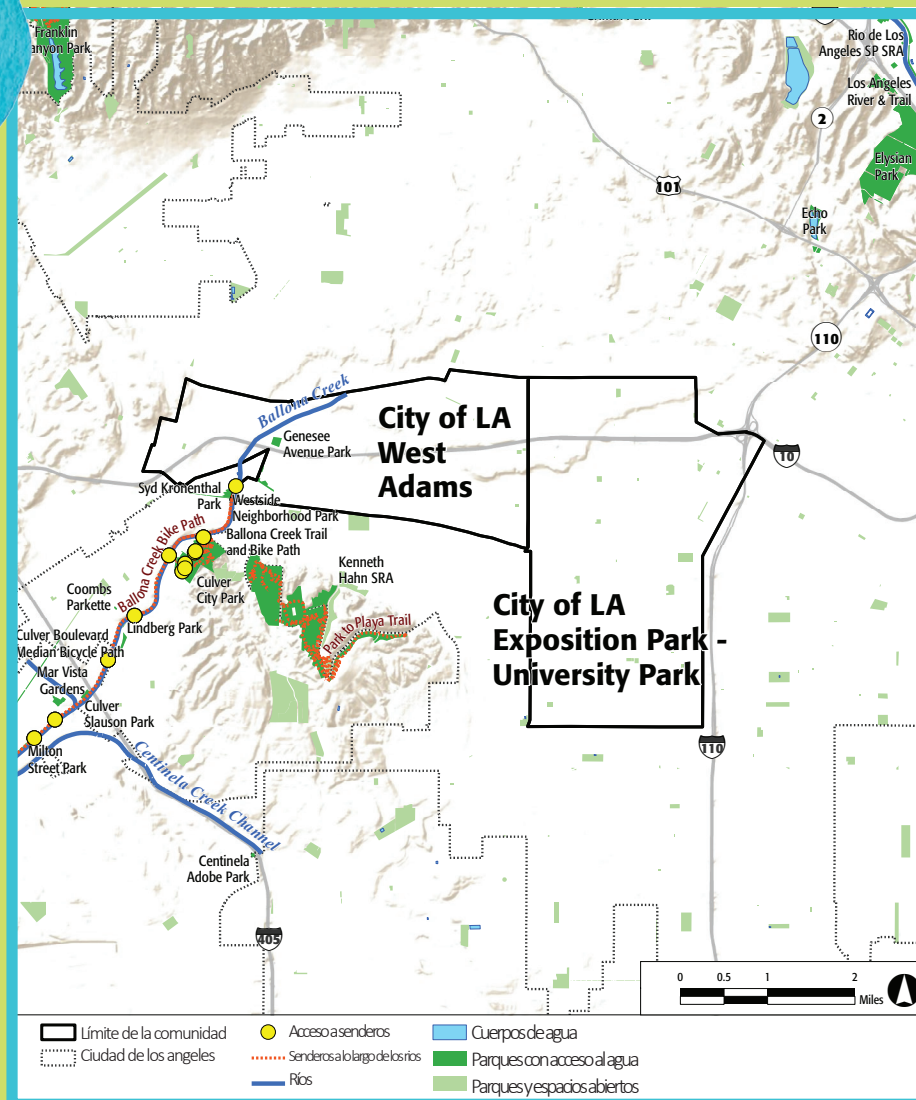 Franklin
anyon Park
Rio de Los
Angeles SP SRA
Los Angeles
River & Trail
2
Elysian
Park
101
Echo
Park
110
Ballona Creek
City of LA
West
Adams
Genesee
Avenue Park
10
Syd Kronenthal
Park
Westside
Neighborhood Park
Ballona Creek Bike Path
Ballona Creek Trail
and Bike Path
Kenneth
Hahn SRA
Culver
City Park
Coombs
Parkette
City of LA
Exposition Park -
University Park
Lindberg Park
Park to Playa Trail
Culver Boulevard
Median Bicycle Path
Mar Vista
Gardens
Culver
Slauson Park
Milton
Street Park
110
Centinela Creek Channel
Centinela
Adobe Park
405
0 0.5 1 2
Miles
Límite de la comunidad
Ciudad de los angeles
Acceso a senderos
Senderos a lo largo de los rios
Ríos
Cuerpos de agua
Parques con acceso al agua
Parques y espacios abiertos